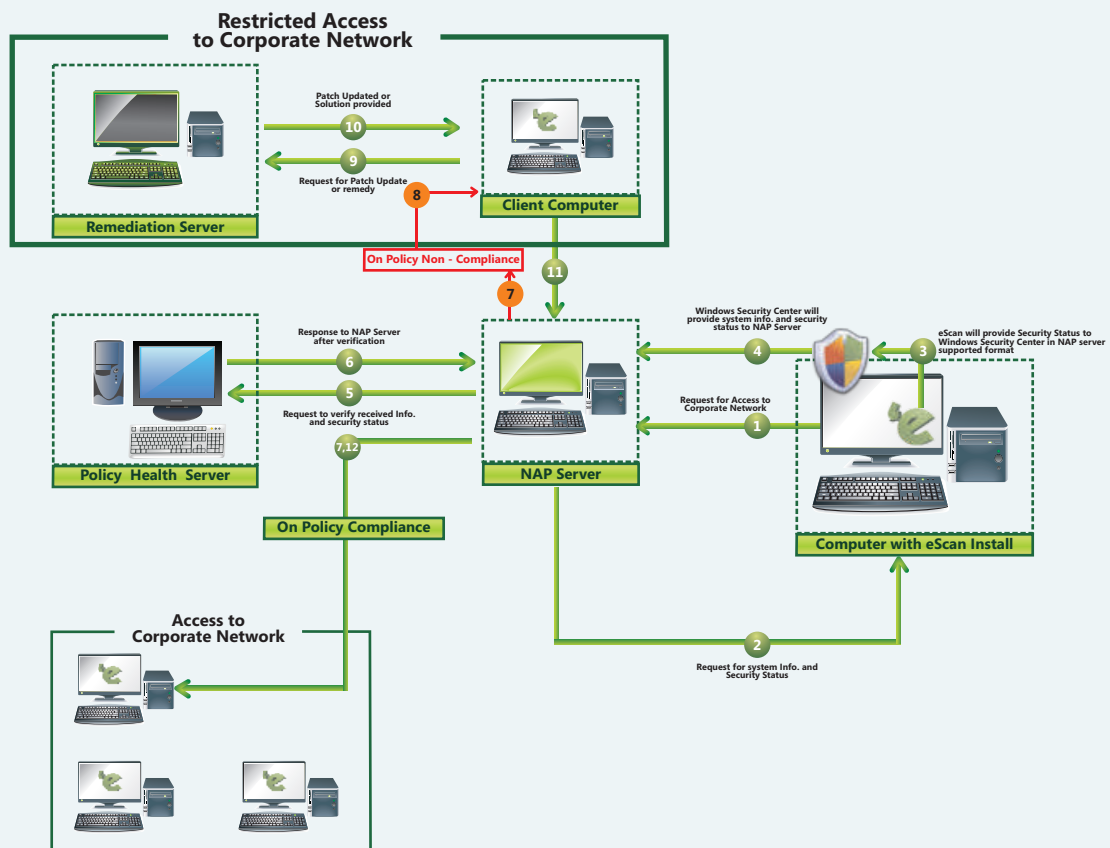 Restricted Access
to Corporate Network
Patch Updated or
Solution provided
10
9
Request for Patch Update
or remedy
8
Remediation Server
Client Computer
On Policy Non - Compliance
11
7
Windows Security Center will
provide system info. and security
status to NAP Server
eScan will provide Security Status to
Windows Security Center in NAP server
supported format
Response to NAP Server
after verification
6
4
3
5
Request to verify received Info.
and security status
Request for Access to
Corporate Network
1
7,12
Policy Health Server
NAP Server
On Policy Compliance
Computer with eScan Install
Access to
Corporate Network
2
Request for system Info. and
Security Status